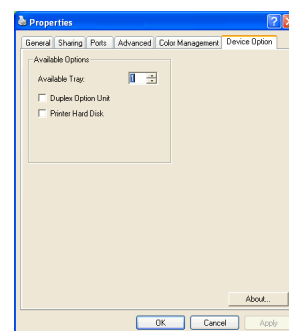 Properties
General Sharing Ports Advanced Color Management Device Option
Available Options
Available Tray: 1
Duplex Option Unit
Printer Hard Disk
About...
OK Cancel Apply